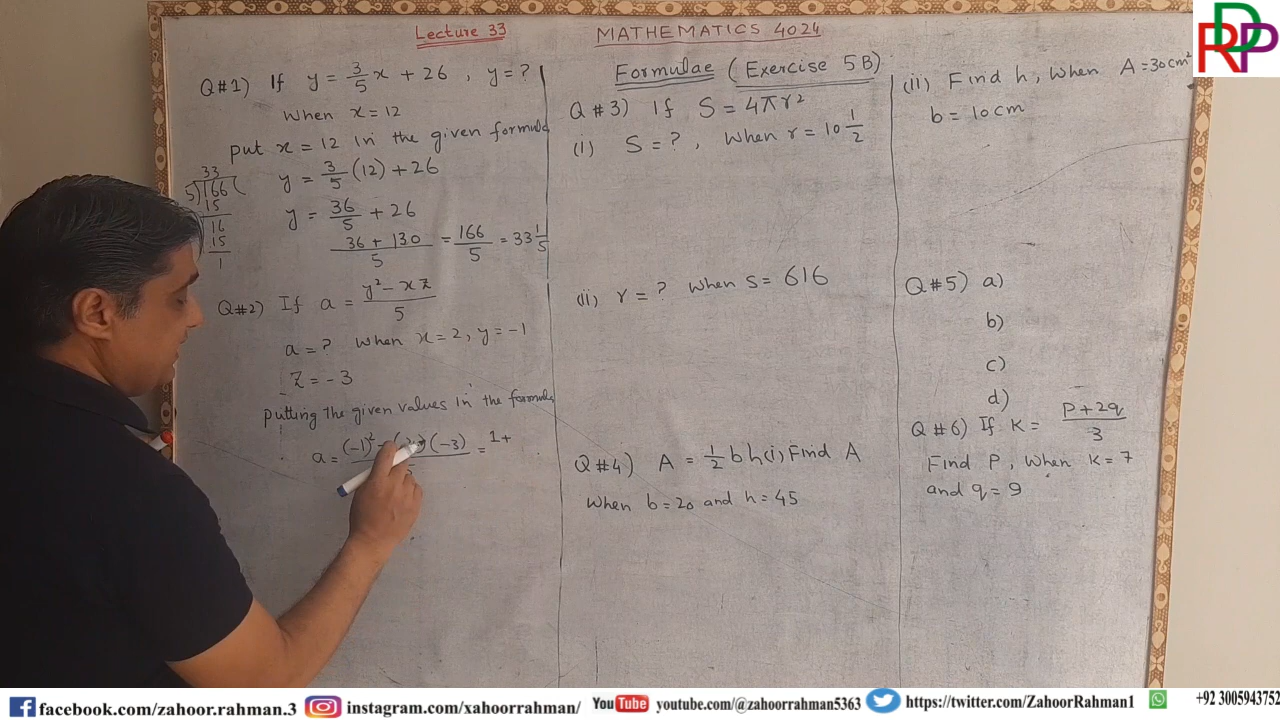 Lecture 33
MATHEMATICS 4024
Formulae (Exercise 5B)
Q#1) If y = 3/5 x + 26 , y = ?
When x = 12
put x = 12 in the given formula
y = 3/5 (12) + 26
y = 36/5 + 26
36 + 130 / 5 = 166/5 = 33 1/5
33
5)166(
15
16
15
1
Q#2) If a = y² - xz / 5
a = ? When x = 2, y = -1
z = -3
Putting the given values in the formula
a = (-1)² - (2)(-3) / 5 = 1+
Q#3) If S = 4πr²
(i) S = ? , When r = 10 1/2
(ii) r = ? When s = 616
Q#4) A = 1/2 bh (i) Find A
When b = 20 and h = 45
(ii) Find h, When A = 30cm²
b = 10cm
Q#5) a)
b)
c)
d)
Q#6) If K = P + 2q / 3
Find P, When K = 7
and q = 9
RDP
facebook.com/zahoor.rahman.3
instagram.com/xahoorrahman/
YouTube youtube.com/@zahoorrahman5363
https://twitter.com/ZahoorRahman1
+92 3005943752